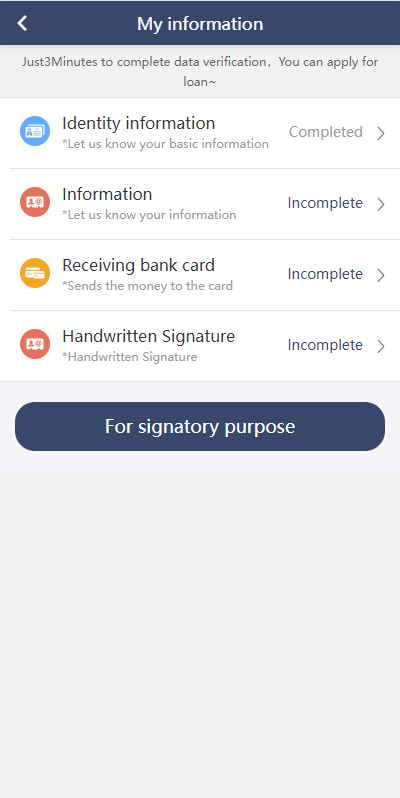 My information
Just3Minutes to complete data verification，You can apply for
loan~
Identity information
*Let us know your basic information
Completed
Information
*Let us know your information
Incomplete
Receiving bank card
*Sends the money to the card
Incomplete
Handwritten Signature
*Handwritten Signature
Incomplete
For signatory purpose